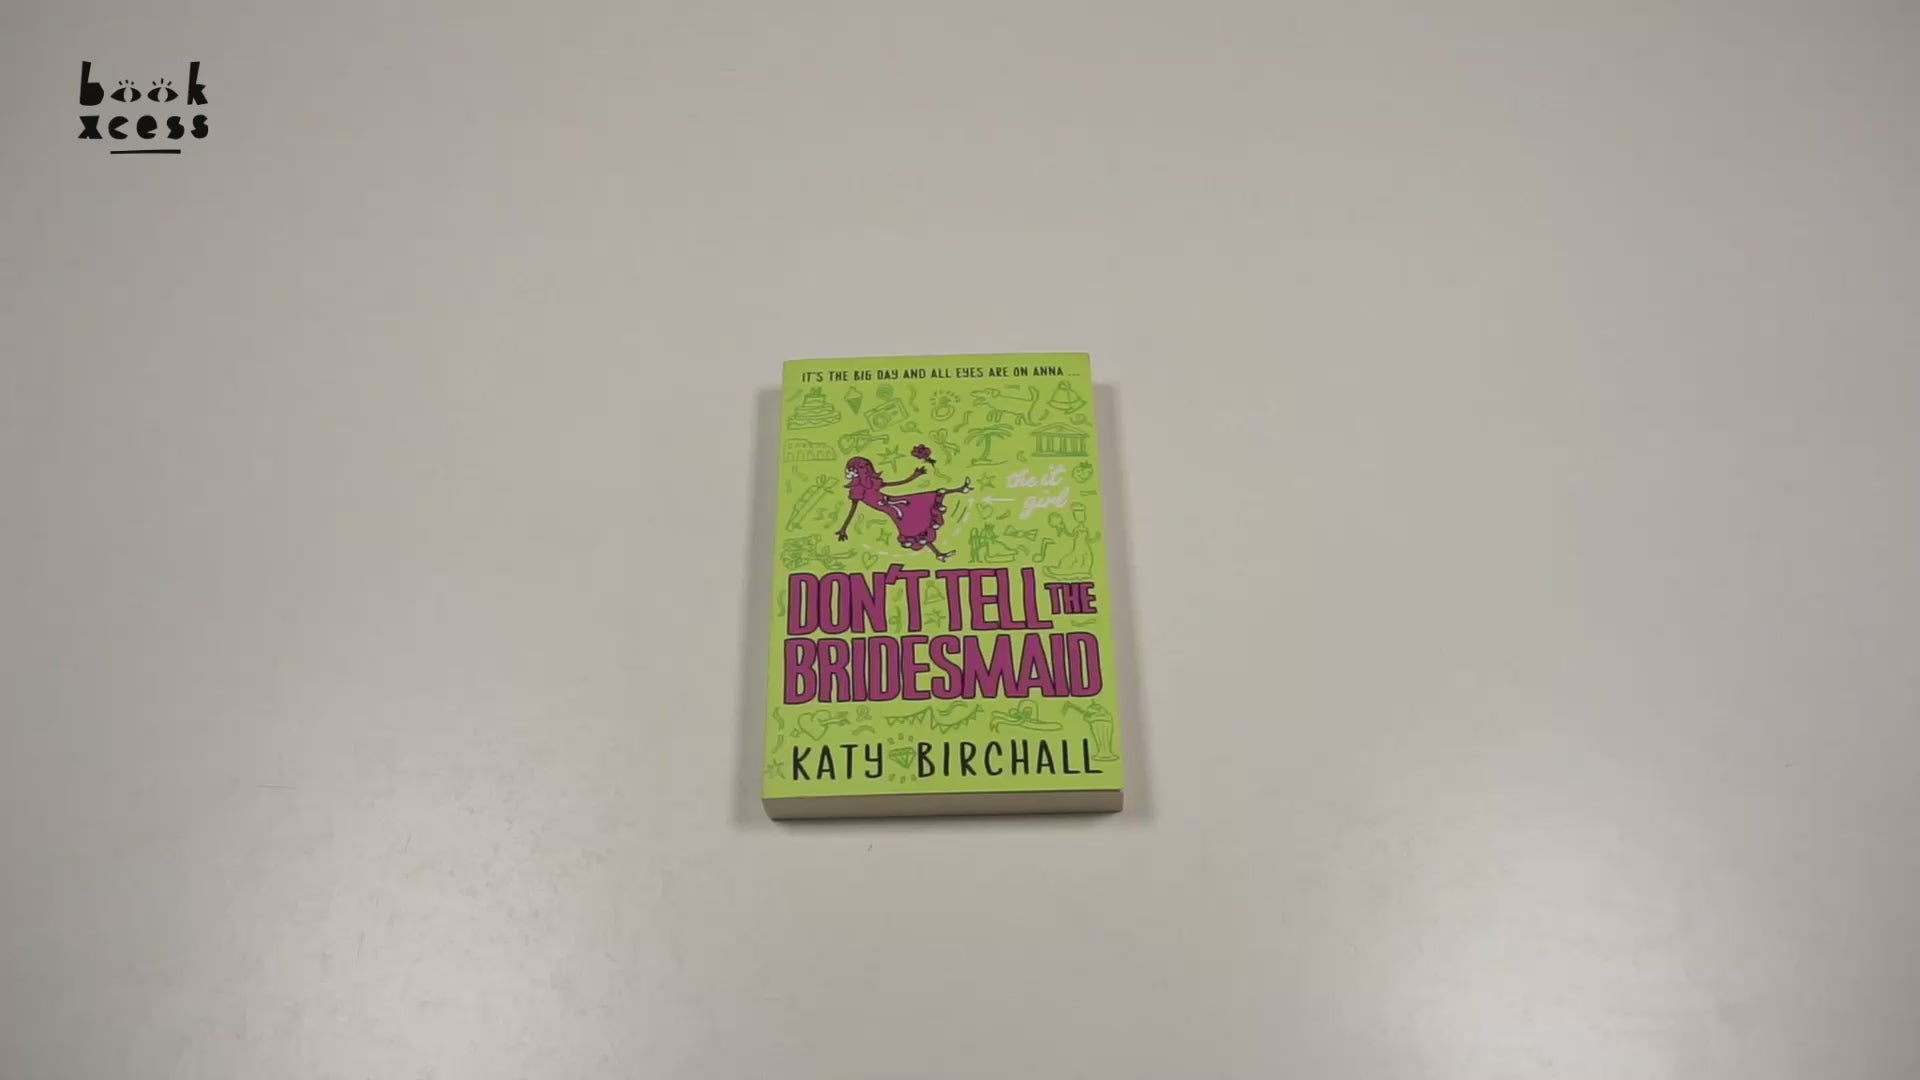 book
xcess
IT'S THE BIG DAY AND ALL EYES ARE ON ANNA ...
the it
girl
DON'T TELL THE
BRIDESMAID
KATY BIRCHALL